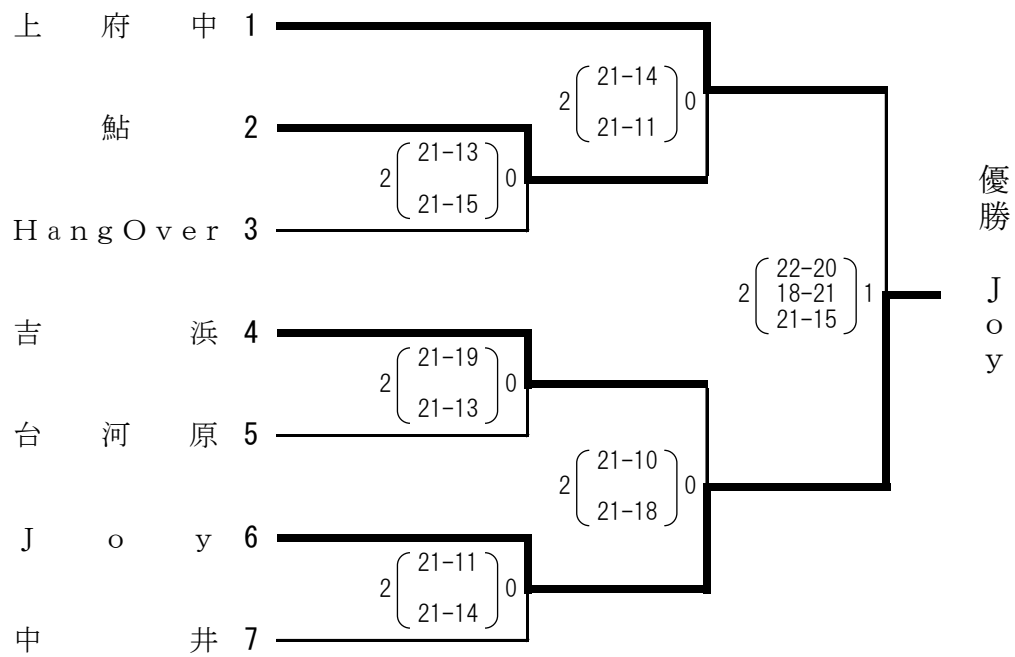 上府中 1
鮎 2
HangOver 3
吉浜 4
台河原 5
Joy 6
中井 7
2 ( 21-13 21-15 ) 0
2 ( 21-19 21-13 ) 0
2 ( 21-11 21-14 ) 0
2 ( 21-14 21-11 ) 0
2 ( 21-10 21-18 ) 0
2 ( 22-20 18-21 21-15 ) 1
優勝 Joy